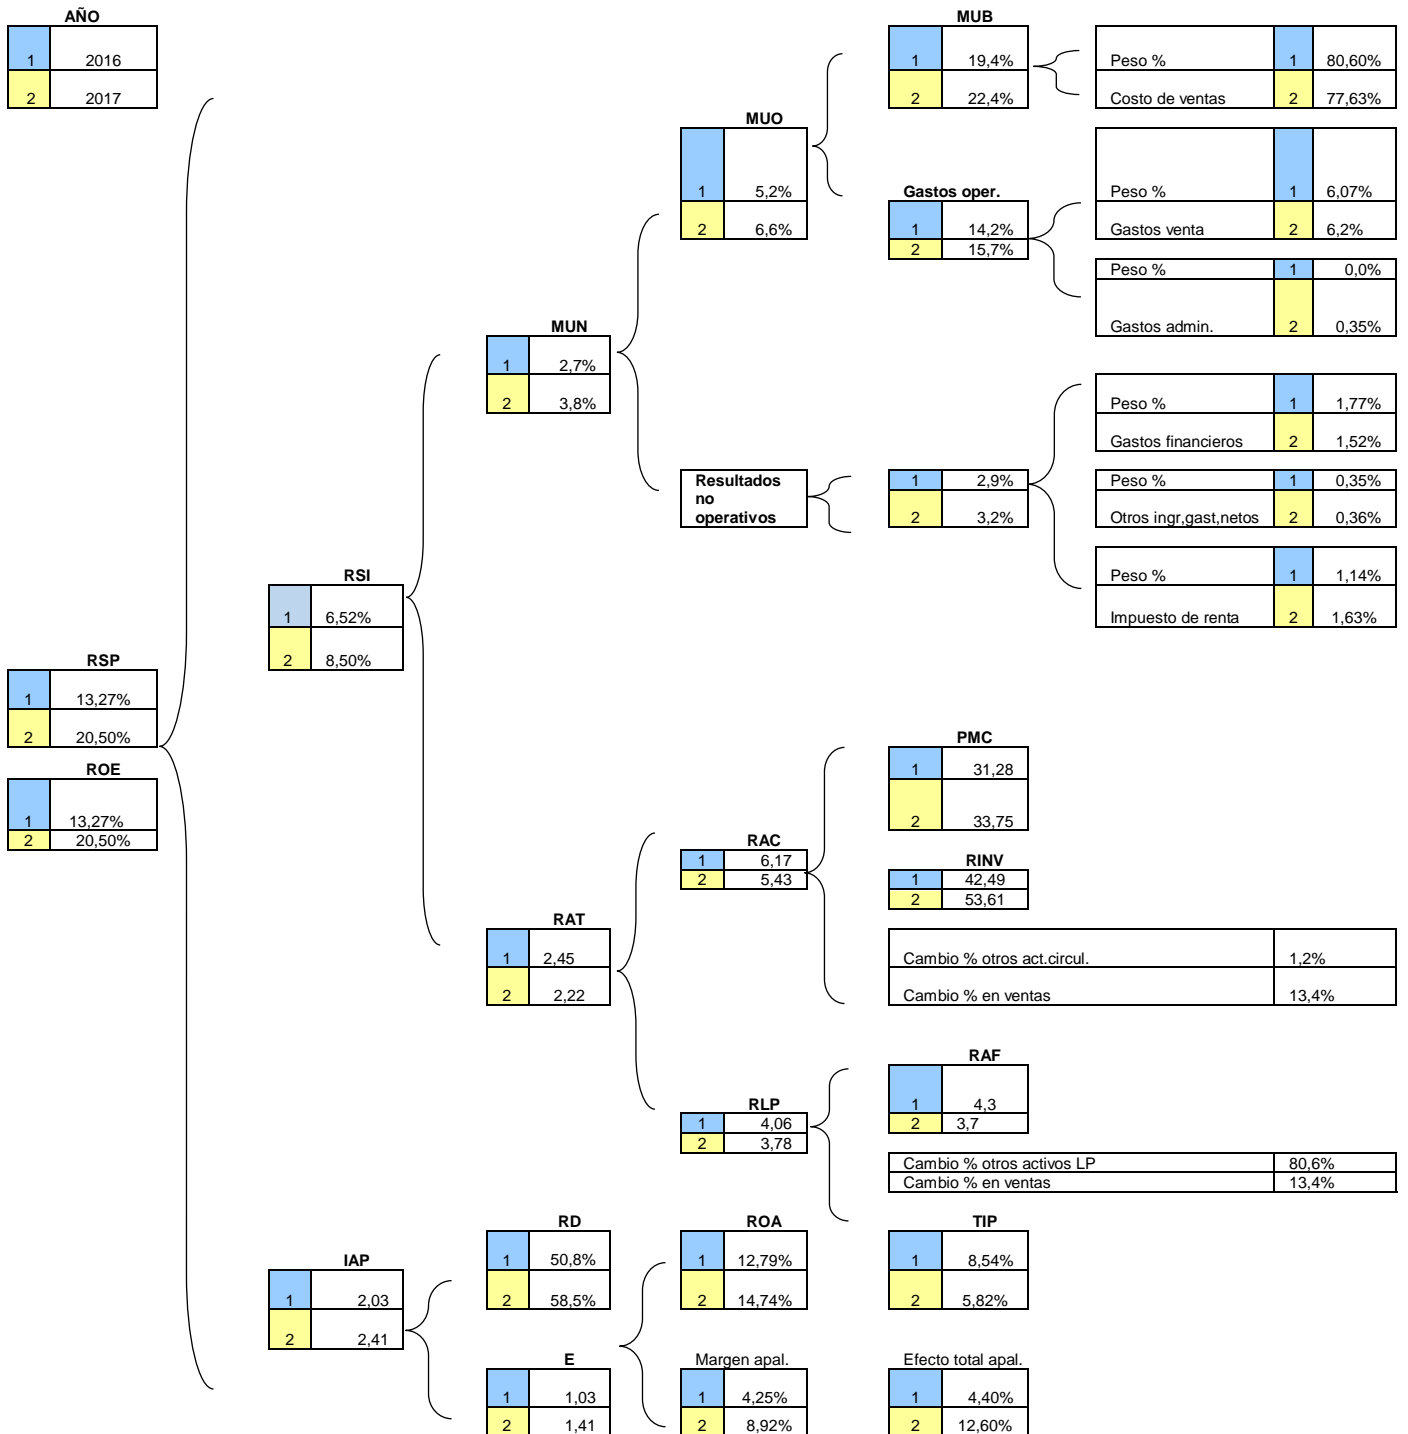 AÑO
1 2016
2 2017
MUB
1 19,4%
2 22,4%
Peso % 1 80,60%
Costo de ventas 2 77,63%
MUO
1 5,2%
2 6,6%
Gastos oper.
1 14,2%
2 15,7%
Peso % 1 6,07%
Gastos venta 2 6,2%
Peso % 1 0,0%
Gastos admin. 2 0,35%
MUN
1 2,7%
2 3,8%
Resultados
no
operativos
1 2,9%
2 3,2%
Peso % 1 1,77%
Gastos financieros 2 1,52%
Peso % 1 0,35%
Otros ingr,gast,netos 2 0,36%
Peso % 1 1,14%
Impuesto de renta 2 1,63%
RSI
1 6,52%
2 8,50%
RSP
1 13,27%
2 20,50%
ROE
1 13,27%
2 20,50%
PMC
1 31,28
2 33,75
RAC
1 6,17
2 5,43
RINV
1 42,49
2 53,61
RAT
1 2,45
2 2,22
Cambio % otros act.circul. 1,2%
Cambio % en ventas 13,4%
RAF
1 4,3
2 3,7
RLP
1 4,06
2 3,78
Cambio % otros activos LP 80,6%
Cambio % en ventas 13,4%
RD
1 50,8%
2 58,5%
ROA
1 12,79%
2 14,74%
TIP
1 8,54%
2 5,82%
IAP
1 2,03
2 2,41
E
1 1,03
2 1,41
Margen apal.
1 4,25%
2 8,92%
Efecto total apal.
1 4,40%
2 12,60%